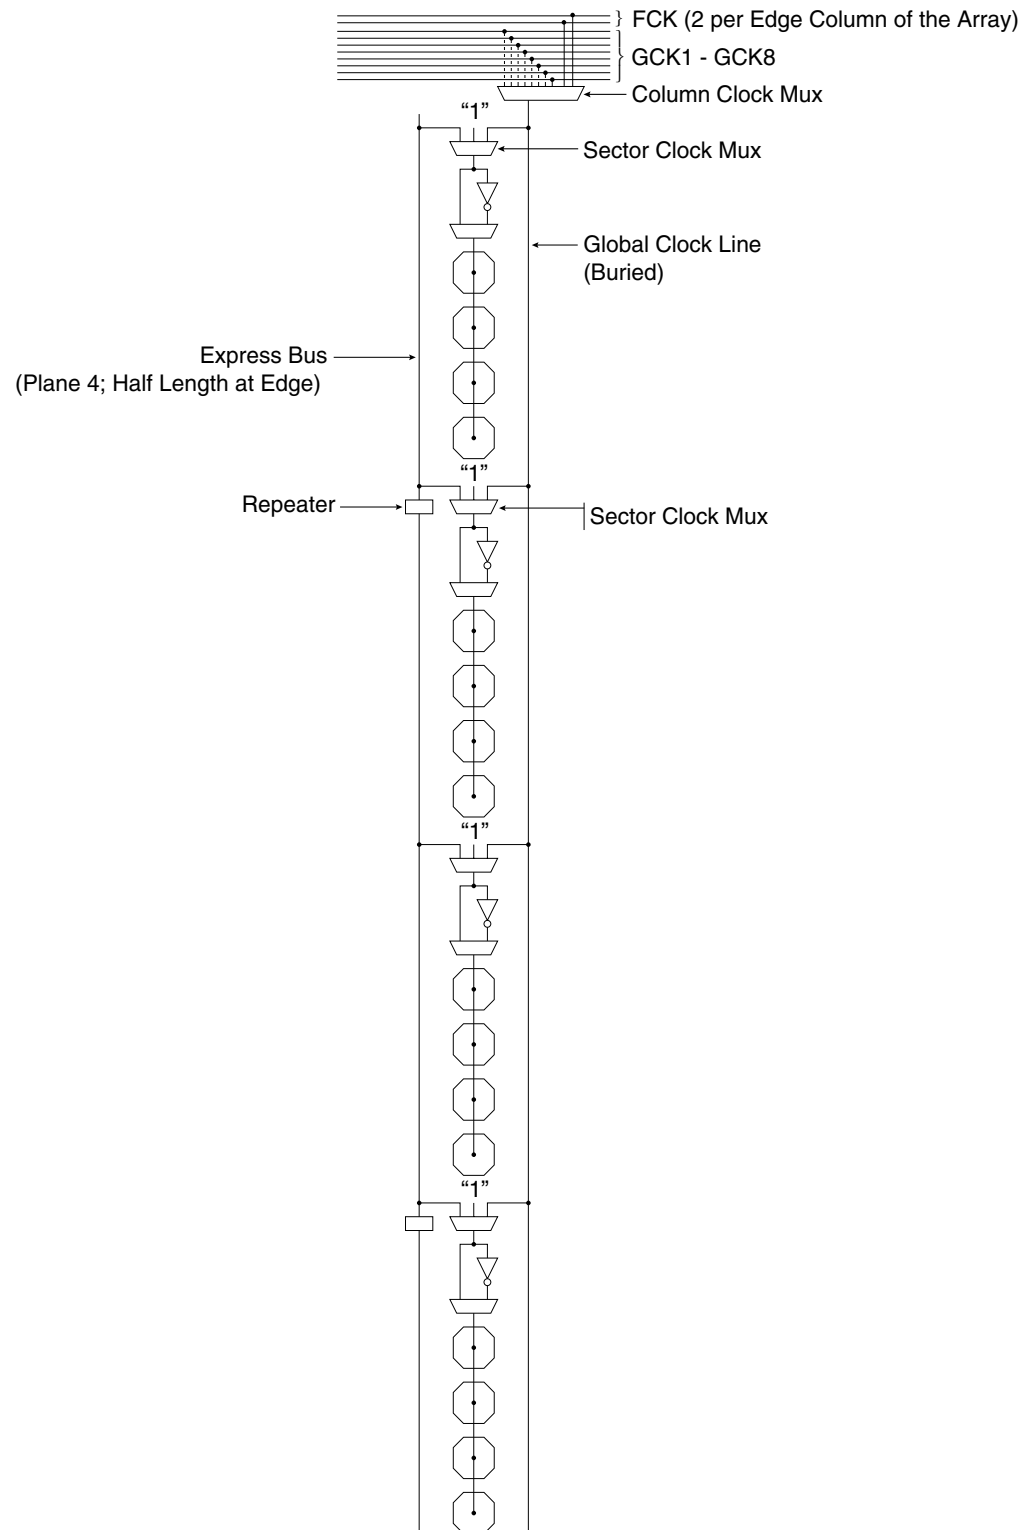 FCK (2 per Edge Column of the Array)
GCK1 - GCK8
Column Clock Mux
“1”
Sector Clock Mux
Global Clock Line
(Buried)
Express Bus
(Plane 4; Half Length at Edge)
“1”
Repeater
Sector Clock Mux
“1”
“1”